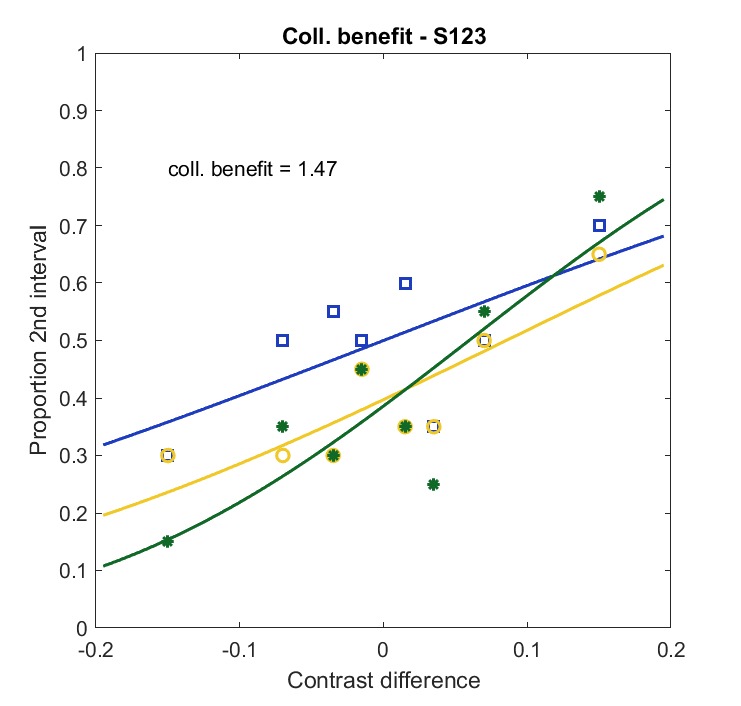 Coll. benefit - S123
1
0.9
0.8
coll. benefit = 1.47
0.7
0.6
0.5
0.4
0.3
0.2
0.1
0
Proportion 2nd interval
-0.2 -0.1 0 0.1 0.2
Contrast difference